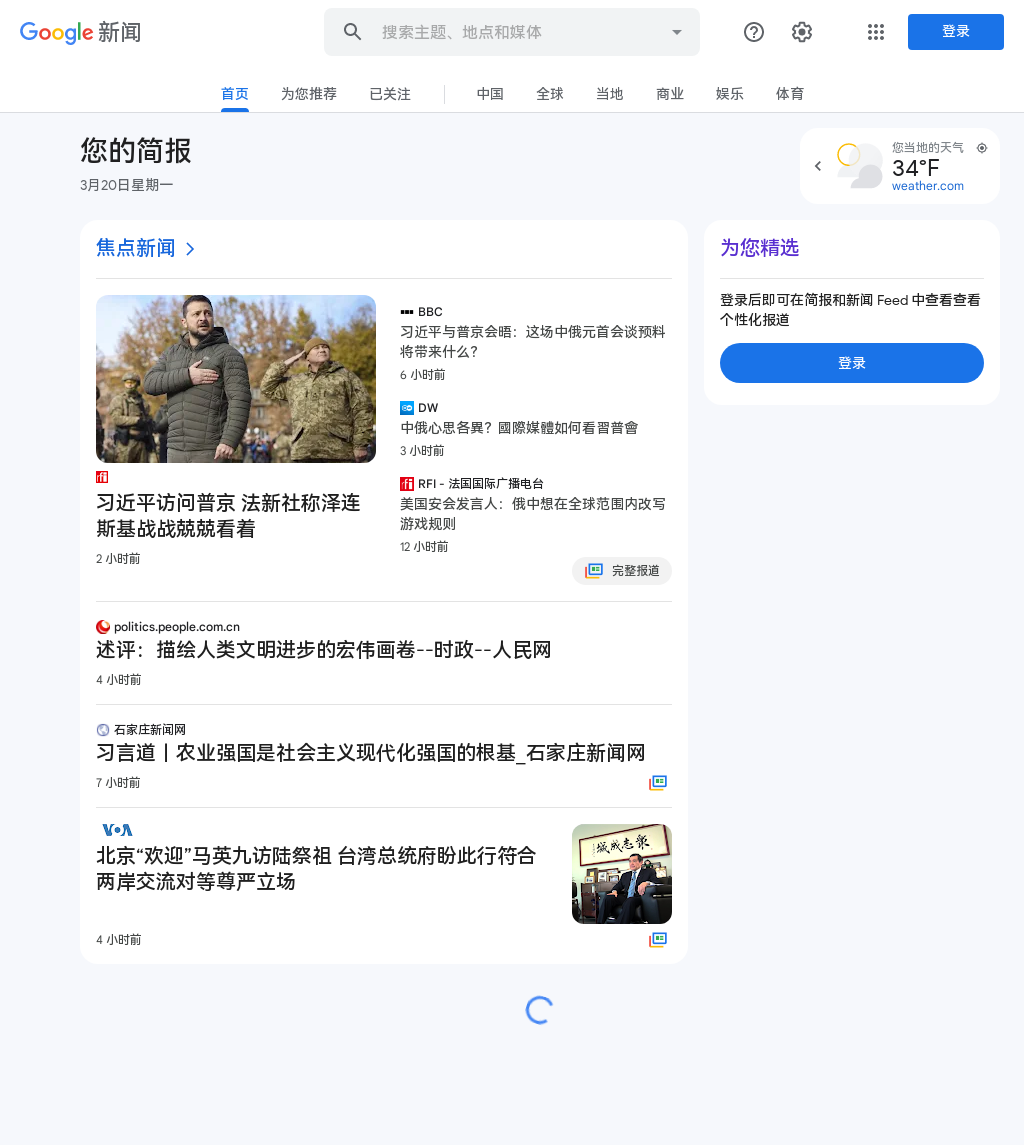 Google 新闻
搜索主题、地点和媒体
登录
首页
为您推荐
已关注
中国
全球
当地
商业
娱乐
体育
您的简报
3月20日星期一
您当地的天气
34°F
weather.com
焦点新闻
习近平访问普京 法新社称泽连
斯基战战兢兢看着
2 小时前
BBC
习近平与普京会晤：这场中俄元首会谈预料
将带来什么？
6 小时前
DW
中俄心思各異？國際媒體如何看習普會
3 小时前
RFI - 法国国际广播电台
美国安会发言人：俄中想在全球范围内改写
游戏规则
12 小时前
完整报道
politics.people.com.cn
述评：描绘人类文明进步的宏伟画卷--时政--人民网
4 小时前
石家庄新闻网
习言道丨农业强国是社会主义现代化强国的根基_石家庄新闻网
7 小时前
VOA
北京“欢迎”马英九访陆祭祖 台湾总统府盼此行符合
两岸交流对等尊严立场
4 小时前
眾志成城
为您精选
登录后即可在简报和新闻 Feed 中查看查看
个性化报道
登录